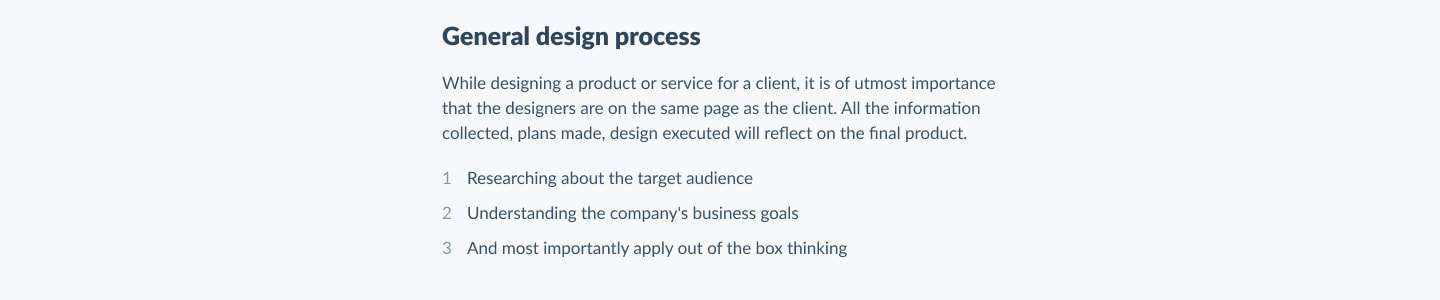 General design process
While designing a product or service for a client, it is of utmost importance
that the designers are on the same page as the client. All the information
collected, plans made, design executed will reflect on the final product.
1 Researching about the target audience
2 Understanding the company's business goals
3 And most importantly apply out of the box thinking